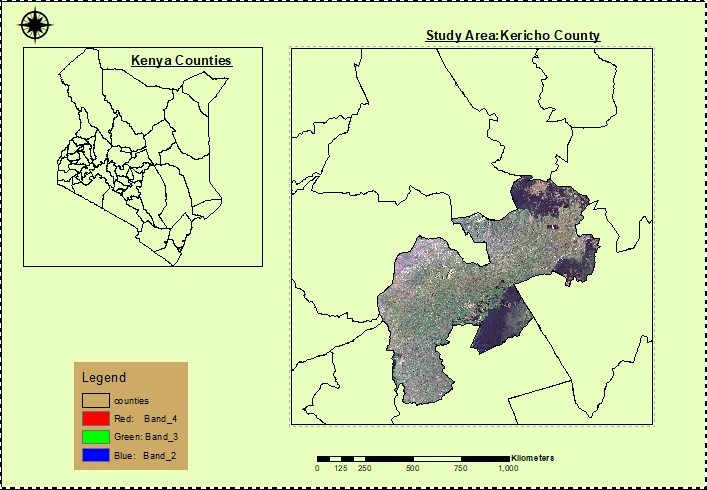 Study Area:Kericho County
Kenya Counties
Legend
counties
Red: Band_4
Green: Band_3
Blue: Band_2
0 125 250 500 750 1,000 Kilometers